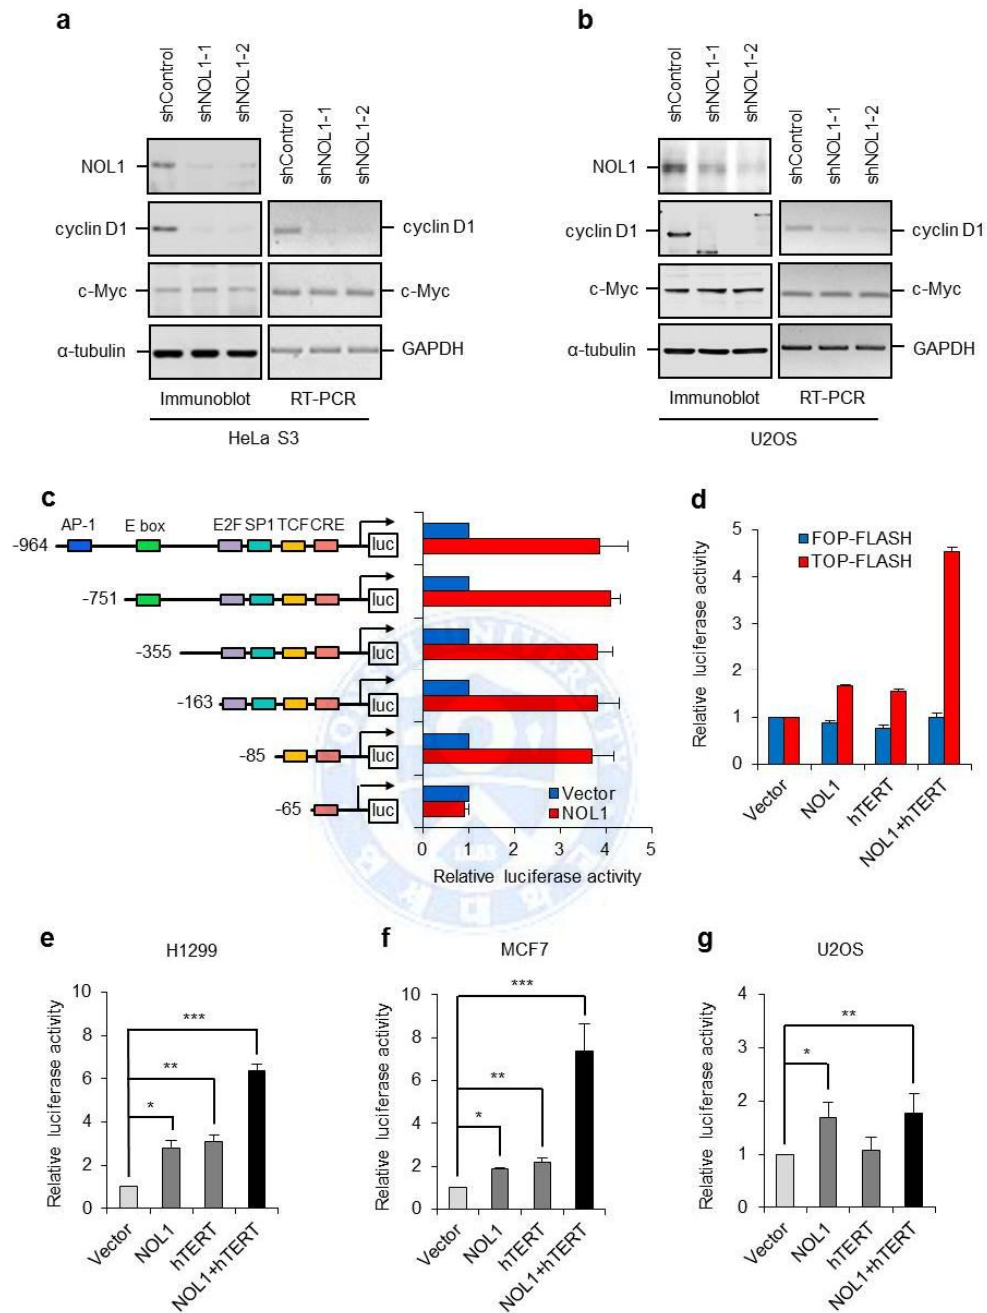 a
shControl
shNOL1-1
shNOL1-2
shControl
shNOL1-1
shNOL1-2
NOL1
cyclin D1
cyclin D1
c-Myc
c-Myc
α-tubulin
GAPDH
Immunoblot
RT-PCR
HeLa S3
b
shControl
shNOL1-1
shNOL1-2
shControl
shNOL1-1
shNOL1-2
NOL1
cyclin D1
cyclin D1
c-Myc
c-Myc
α-tubulin
GAPDH
Immunoblot
RT-PCR
U2OS
c
AP-1
E box
E2F SP1 TCF CRE
-964
luc
-751
luc
-355
luc
-163
luc
-85
luc
-65
luc
Vector
NOL1
0 1 2 3 4 5
Relative luciferase activity
d
Relative luciferase activity
5
4
3
2
1
0
FOP-FLASH
TOP-FLASH
Vector
NOL1
hTERT
NOL1+hTERT
e
H1299
Relative luciferase activity
10
8
6
4
2
0
***
**
*
Vector
NOL1
hTERT
NOL1+hTERT
f
MCF7
Relative luciferase activity
10
8
6
4
2
0
***
**
*
Vector
NOL1
hTERT
NOL1+hTERT
g
U2OS
Relative luciferase activity
4
3
2
1
0
**
*
Vector
NOL1
hTERT
NOL1+hTERT